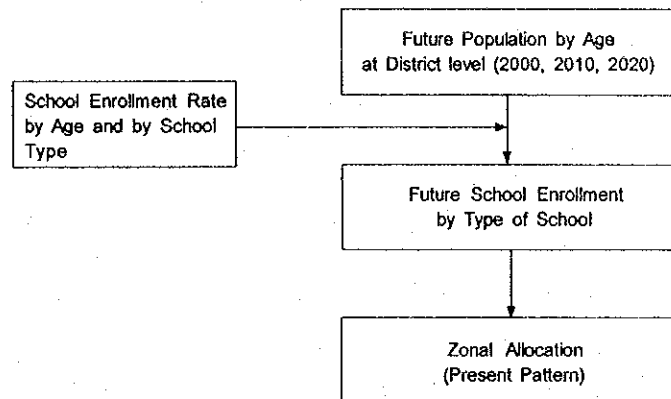 Future Population by Age
at District level (2000, 2010, 2020)
School Enrollment Rate
by Age and by School
Type
Future School Enrollment
by Type of School
Zonal Allocation
(Present Pattern)